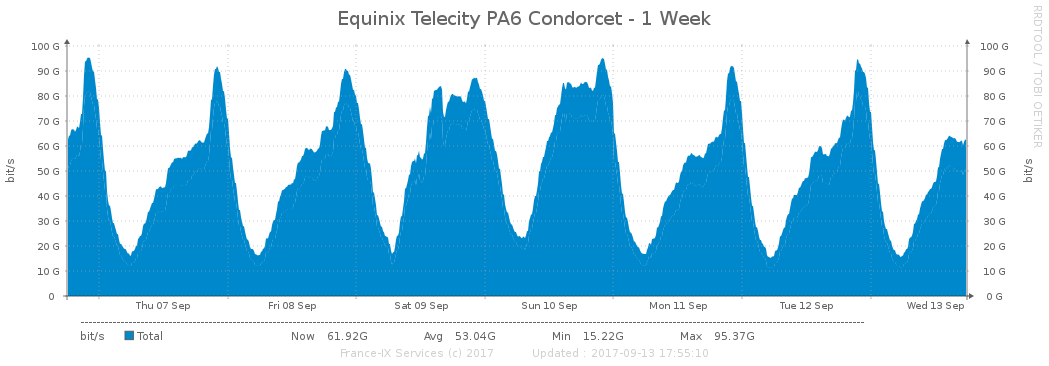 Equinix Telecity PA6 Condorcet - 1 Week
RRDTOOL / TOBI OETIKER
bit/s
100 G
90 G
80 G
70 G
60 G
50 G
40 G
30 G
20 G
10 G
0
100 G
90 G
80 G
70 G
60 G
50 G
40 G
30 G
20 G
10 G
0 G
bit/s
Thu 07 Sep Fri 08 Sep Sat 09 Sep Sun 10 Sep Mon 11 Sep Tue 12 Sep Wed 13 Sep
bit/s Total Now 61.92G Avg 53.04G Min 15.22G Max 95.37G
France-IX Services (c) 2017 Updated : 2017-09-13 17:55:10